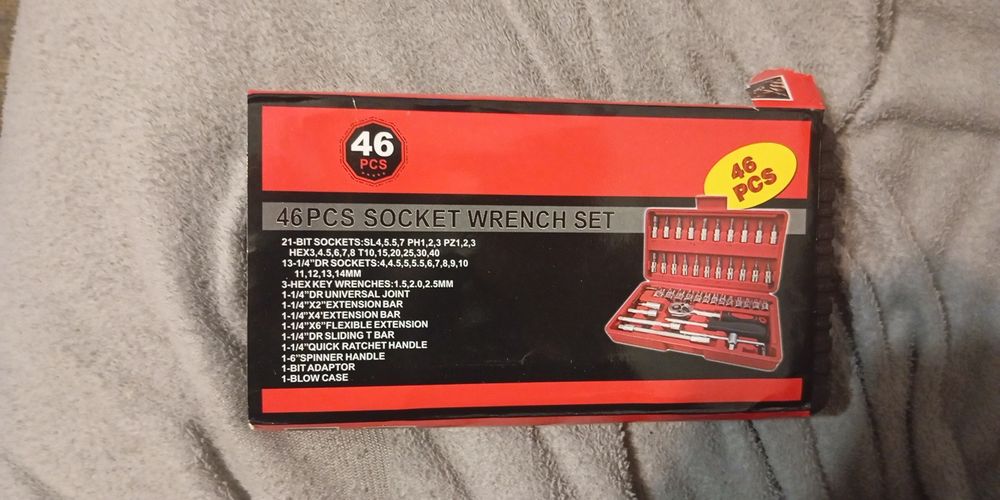 46
PCS
46
PCS
46PCS SOCKET WRENCH SET
21-BIT SOCKETS:SL4,5.5,7 PH1,2,3 PZ1,2,3
HEX3,4,5,6,7,8 T10,15,20,25,30,40
13-1/4"DR SOCKETS:4,4.5,5,5.5,6,7,8,9,10
11,12,13,14MM
3-HEX KEY WRENCHES:1.5,2.0,2.5MM
1-1/4"DR UNIVERSAL JOINT
1-1/4"X2"EXTENSION BAR
1-1/4"X4'EXTENSION BAR
1-1/4"X6"FLEXIBLE EXTENSION
1-1/4"DR SLIDING T BAR
1-1/4"QUICK RATCHET HANDLE
1-6"SPINNER HANDLE
1-BIT ADAPTOR
1-BLOW CASE